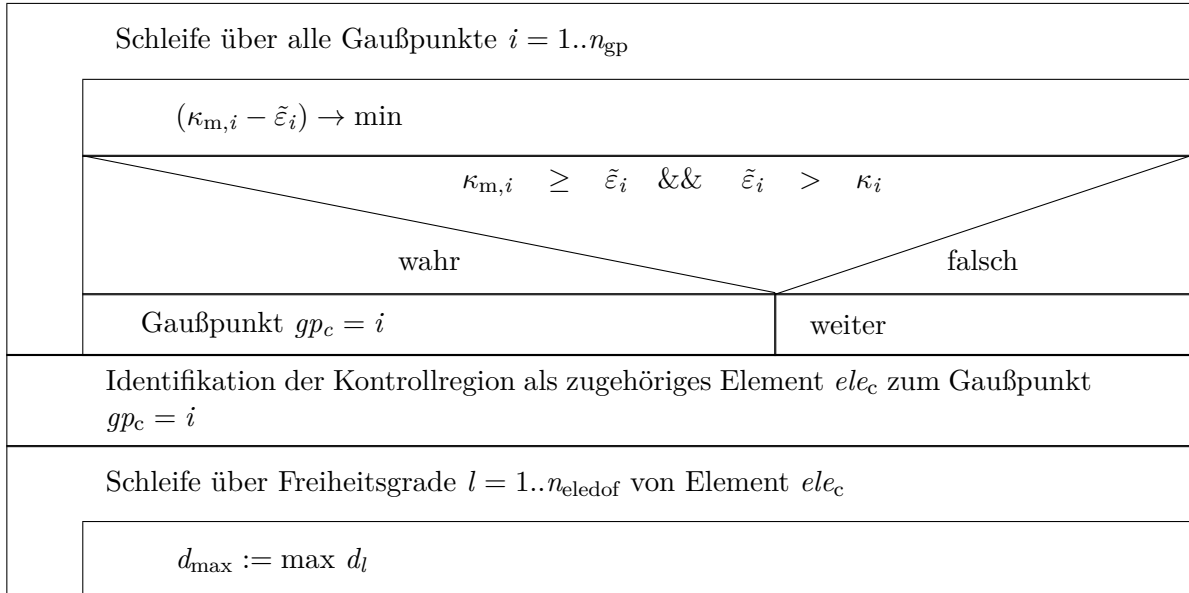 Schleife über alle Gaußpunkte i = 1..n_gp
(κ_m,i − ε̃_i) → min
κ_m,i ≥ ε̃_i && ε̃_i > κ_i
wahr falsch
Gaußpunkt gp_c = i weiter
Identifikation der Kontrollregion als zugehöriges Element ele_c zum Gaußpunkt
gp_c = i
Schleife über Freiheitsgrade l = 1..n_eledof von Element ele_c
d_max := max d_l